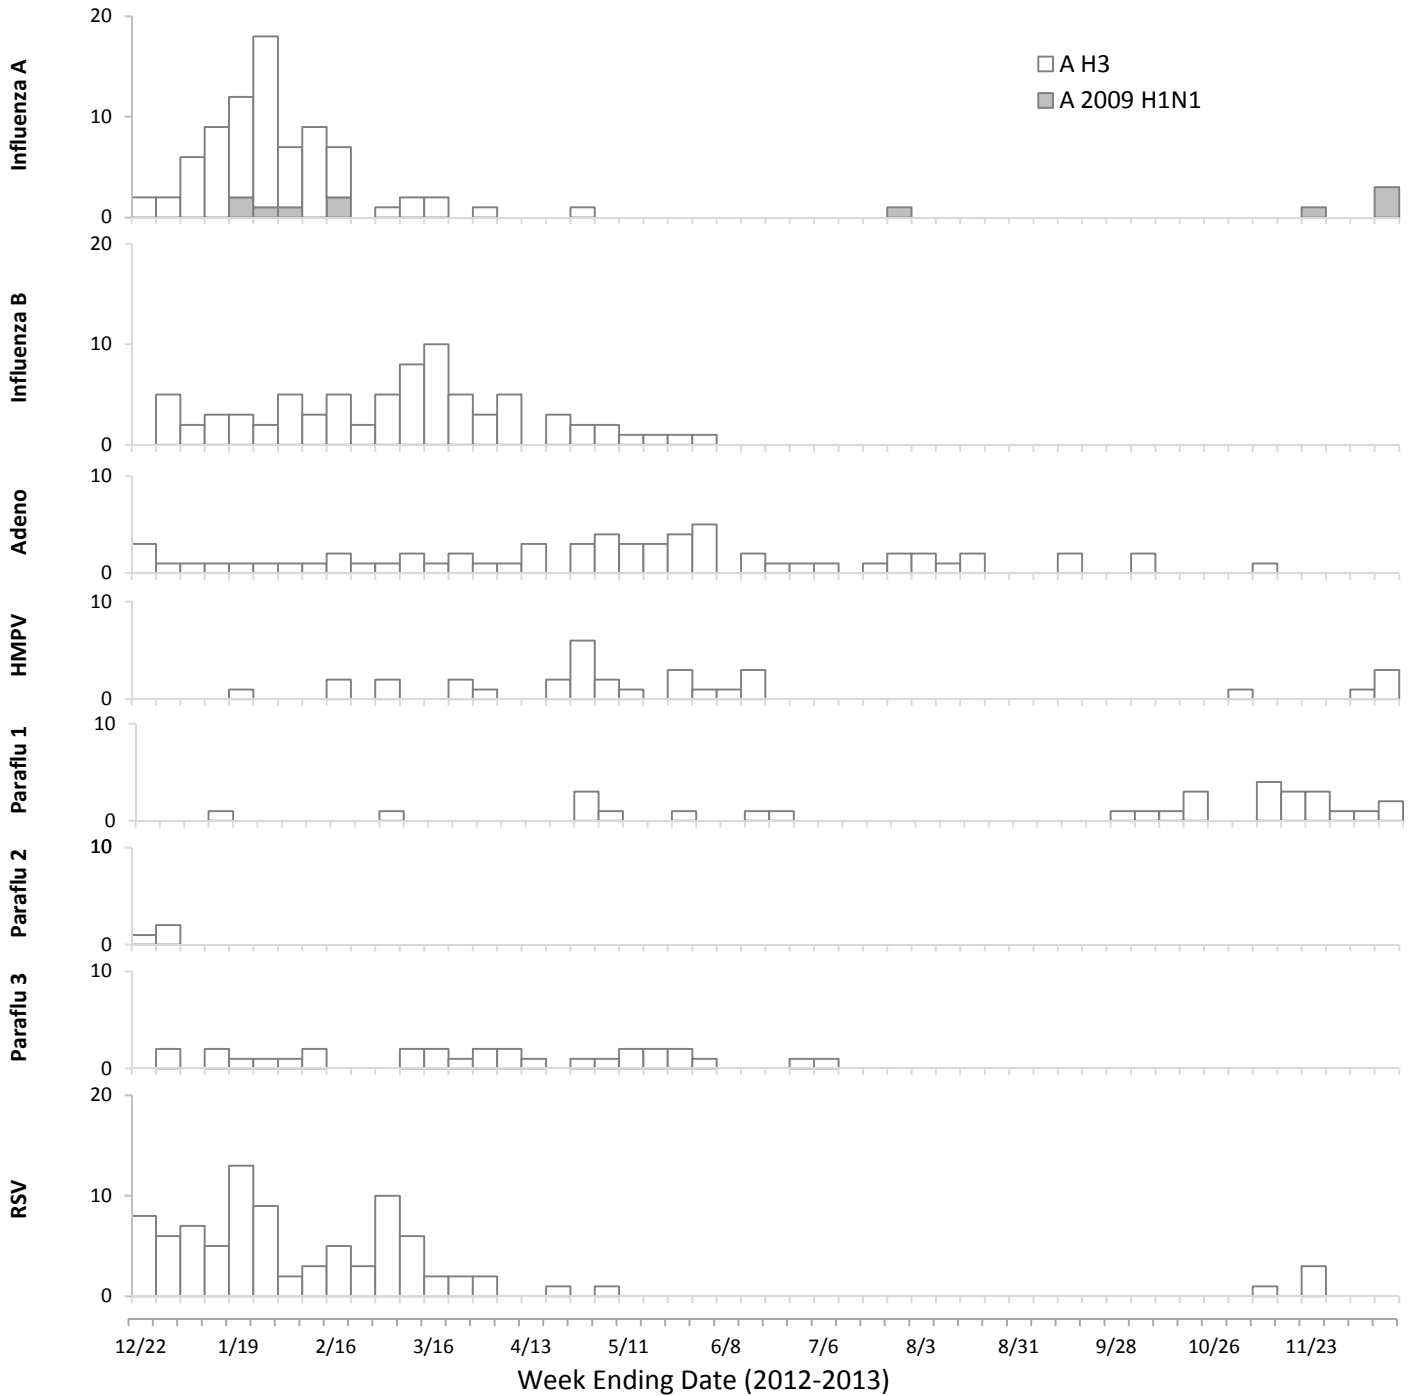 20
10
0
Influenza A
A H3
A 2009 H1N1
20
10
0
Influenza B
10
0
Adeno
10
0
HMPV
10
0
Paraflu 1
10
0
Paraflu 2
10
0
Paraflu 3
20
10
0
RSV
12/22 1/19 2/16 3/16 4/13 5/11 6/8 7/6 8/3 8/31 9/28 10/26 11/23
Week Ending Date (2012-2013)